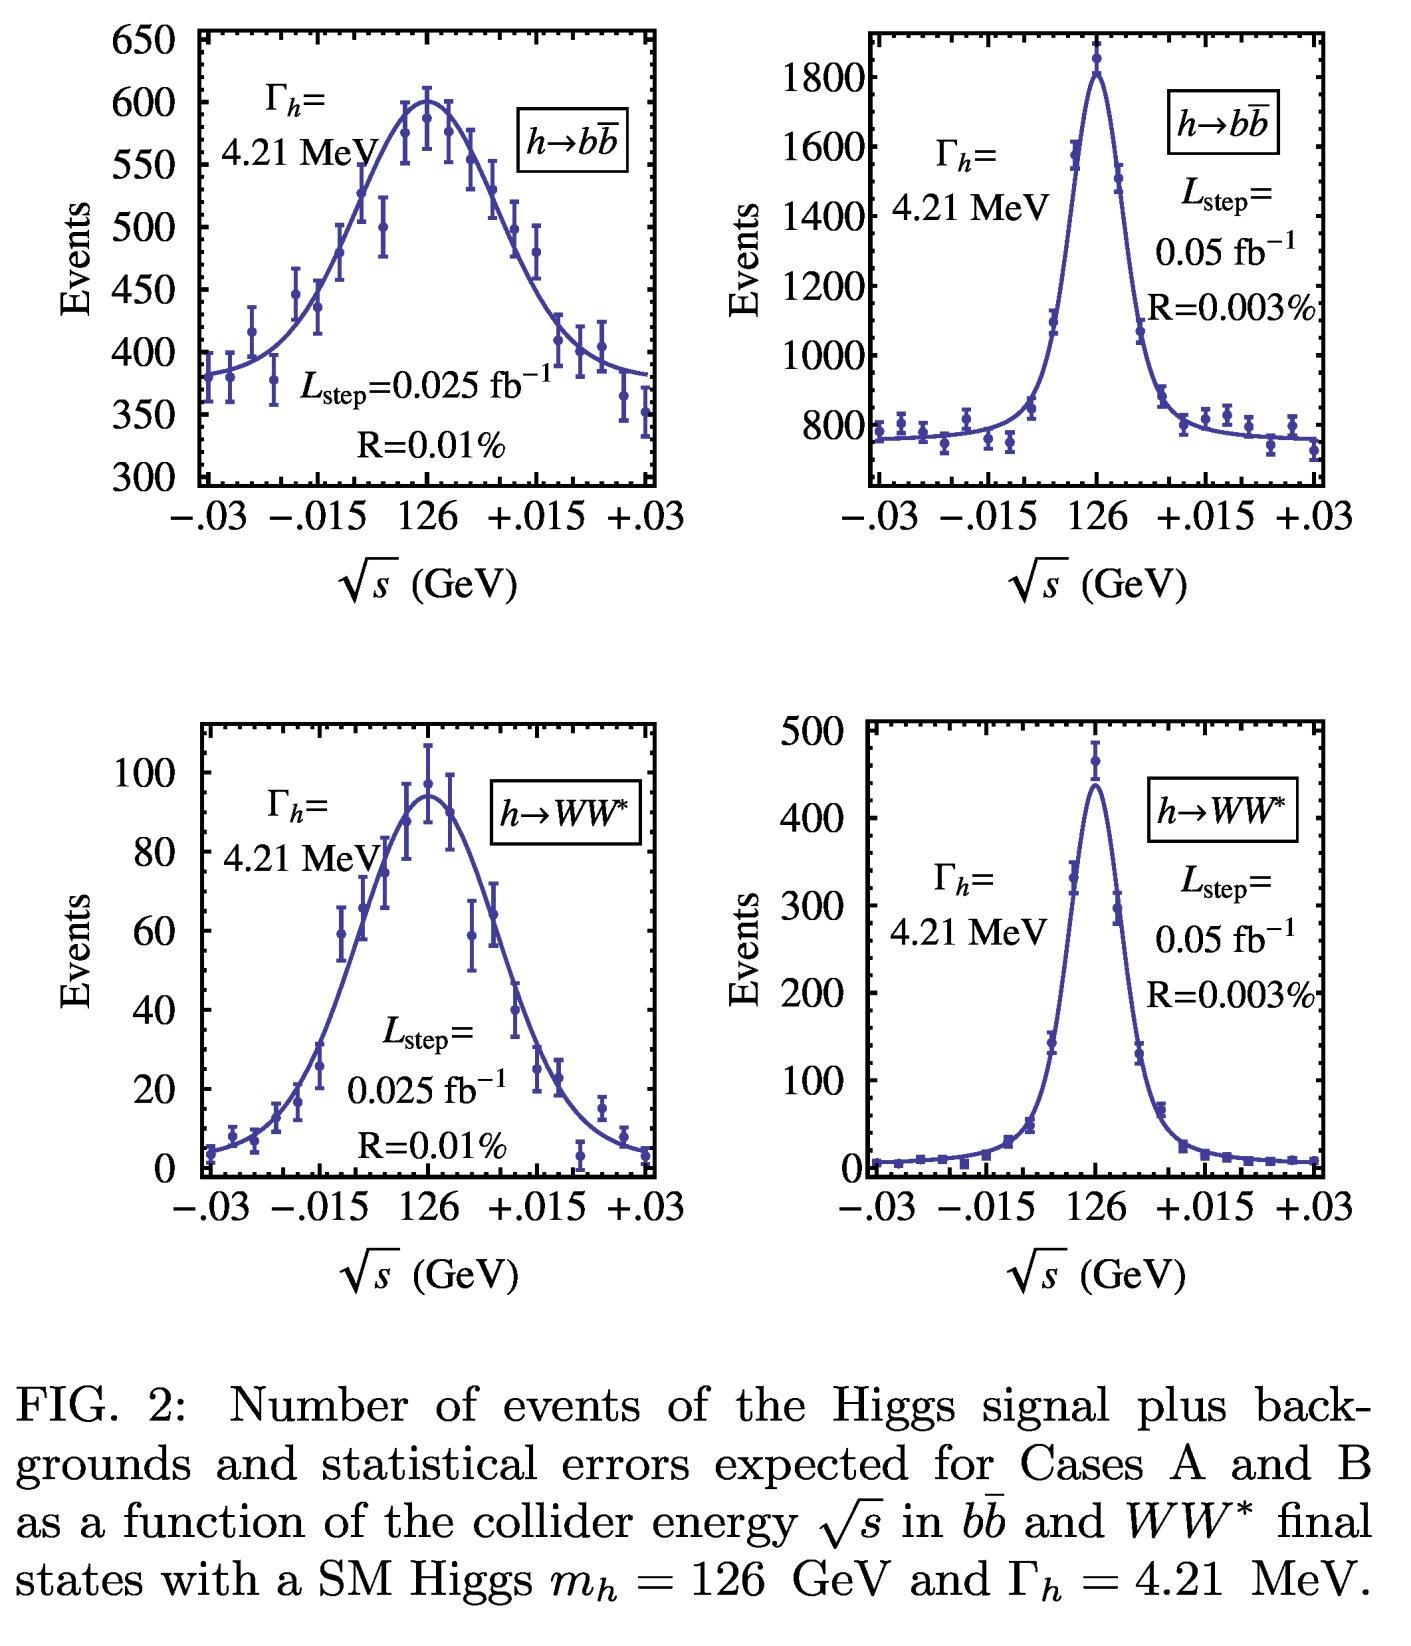 650
600
550
500
450
400
350
300
Events
Γh=
4.21 MeV
h→bb̅
Lstep=0.025 fb⁻¹
R=0.01%
−.03 −.015 126 +.015 +.03
√s (GeV)
1800
1600
1400
1200
1000
800
Events
Γh=
4.21 MeV
h→bb̅
Lstep=
0.05 fb⁻¹
R=0.003%
−.03 −.015 126 +.015 +.03
√s (GeV)
100
80
60
40
20
0
Events
Γh=
4.21 MeV
h→WW*
Lstep=
0.025 fb⁻¹
R=0.01%
−.03 −.015 126 +.015 +.03
√s (GeV)
500
400
300
200
100
0
Events
Γh=
4.21 MeV
h→WW*
Lstep=
0.05 fb⁻¹
R=0.003%
−.03 −.015 126 +.015 +.03
√s (GeV)
FIG. 2: Number of events of the Higgs signal plus back-
grounds and statistical errors expected for Cases A and B
as a function of the collider energy √s in bb̅ and WW* final
states with a SM Higgs mh = 126 GeV and Γh = 4.21 MeV.